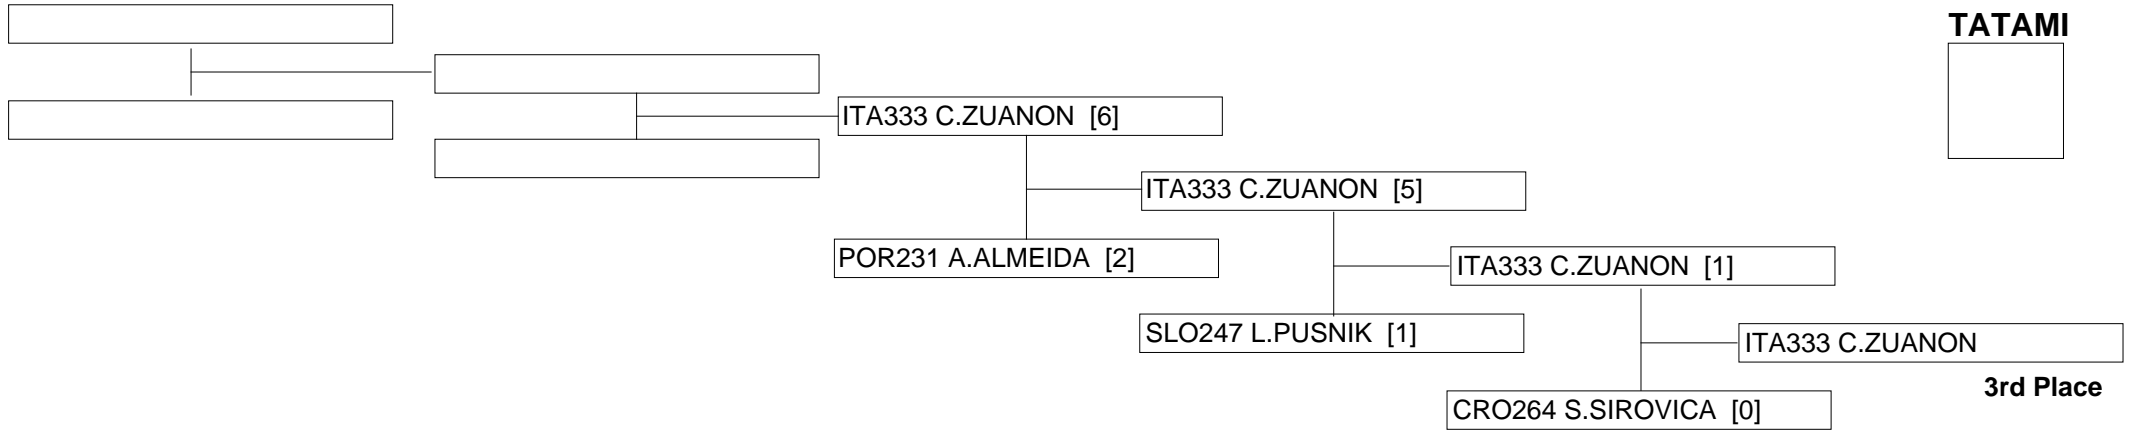 TATAMI
ITA333 C.ZUANON [6]
ITA333 C.ZUANON [5]
POR231 A.ALMEIDA [2]
ITA333 C.ZUANON [1]
SLO247 L.PUSNIK [1]
ITA333 C.ZUANON
3rd Place
CRO264 S.SIROVICA [0]